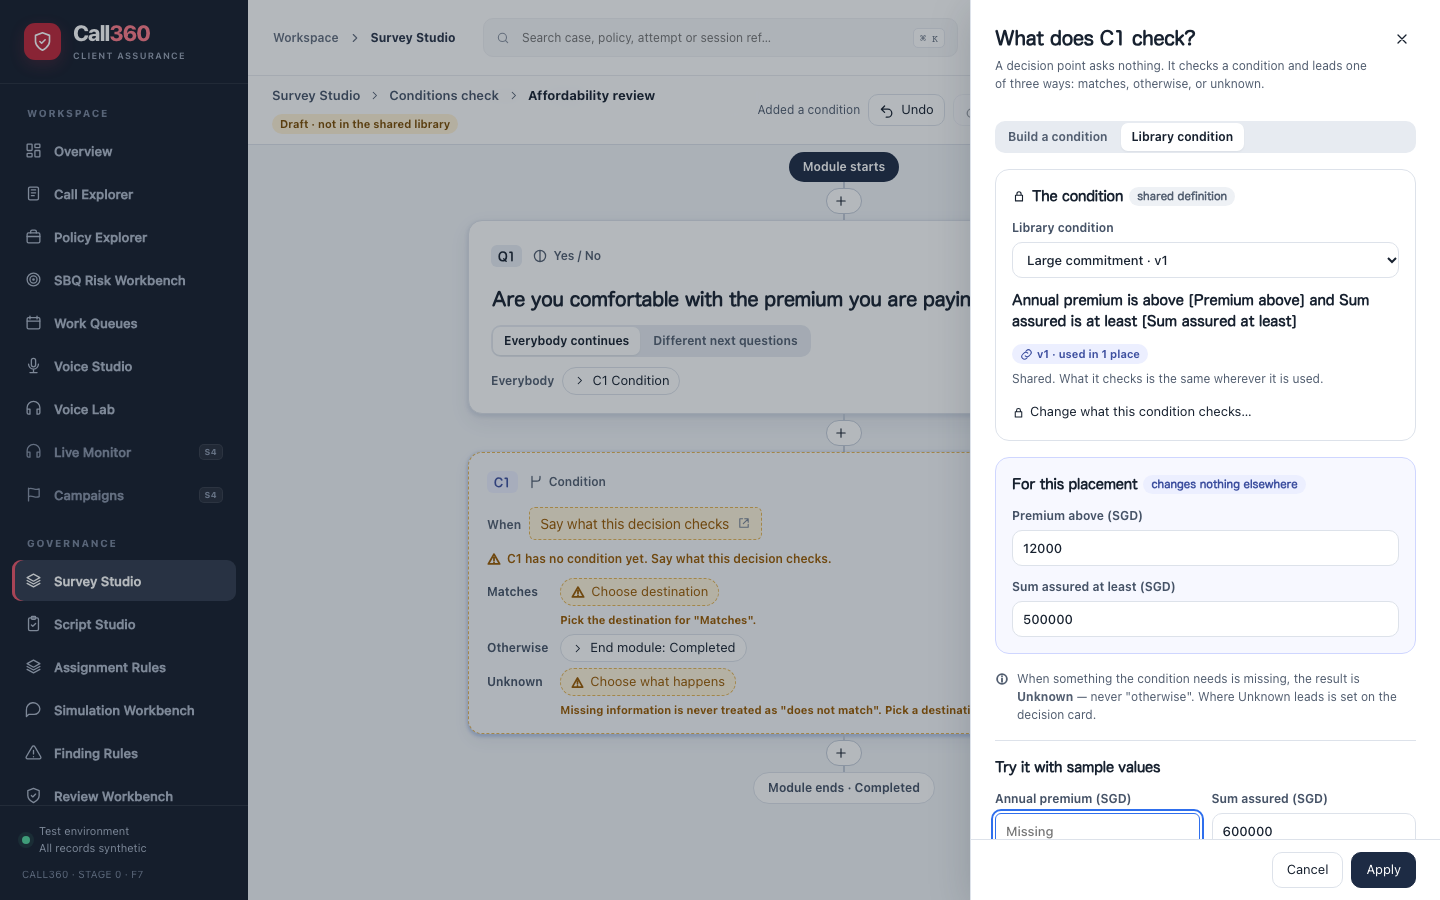 Call360
CLIENT ASSURANCE
WORKSPACE
Overview
Call Explorer
Policy Explorer
SBQ Risk Workbench
Work Queues
Voice Studio
Voice Lab
Live Monitor S4
Campaigns S4
GOVERNANCE
Survey Studio
Script Studio
Assignment Rules
Simulation Workbench
Finding Rules
Review Workbench
Test environment
All records synthetic
CALL360 · STAGE 0 · F7
Workspace > Survey Studio
Search case, policy, attempt or session ref...
⌘ K
Survey Studio > Conditions check > Affordability review
Draft · not in the shared library
Added a condition
Undo
Module starts
Q1
Yes / No
Are you comfortable with the premium you are payin
Everybody continues
Different next questions
Everybody
C1 Condition
C1
Condition
When
Say what this decision checks
C1 has no condition yet. Say what this decision checks.
Matches
Choose destination
Pick the destination for "Matches".
Otherwise
End module: Completed
Unknown
Choose what happens
Missing information is never treated as "does not match". Pick a destinati
Module ends · Completed
What does C1 check?
A decision point asks nothing. It checks a condition and leads one
of three ways: matches, otherwise, or unknown.
Build a condition
Library condition
The condition
shared definition
Library condition
Large commitment · v1
Annual premium is above [Premium above] and Sum
assured is at least [Sum assured at least]
v1 · used in 1 place
Shared. What it checks is the same wherever it is used.
Change what this condition checks...
For this placement
changes nothing elsewhere
Premium above (SGD)
12000
Sum assured at least (SGD)
500000
When something the condition needs is missing, the result is
Unknown — never "otherwise". Where Unknown leads is set on the
decision card.
Try it with sample values
Annual premium (SGD)
Sum assured (SGD)
Missing
600000
Cancel
Apply